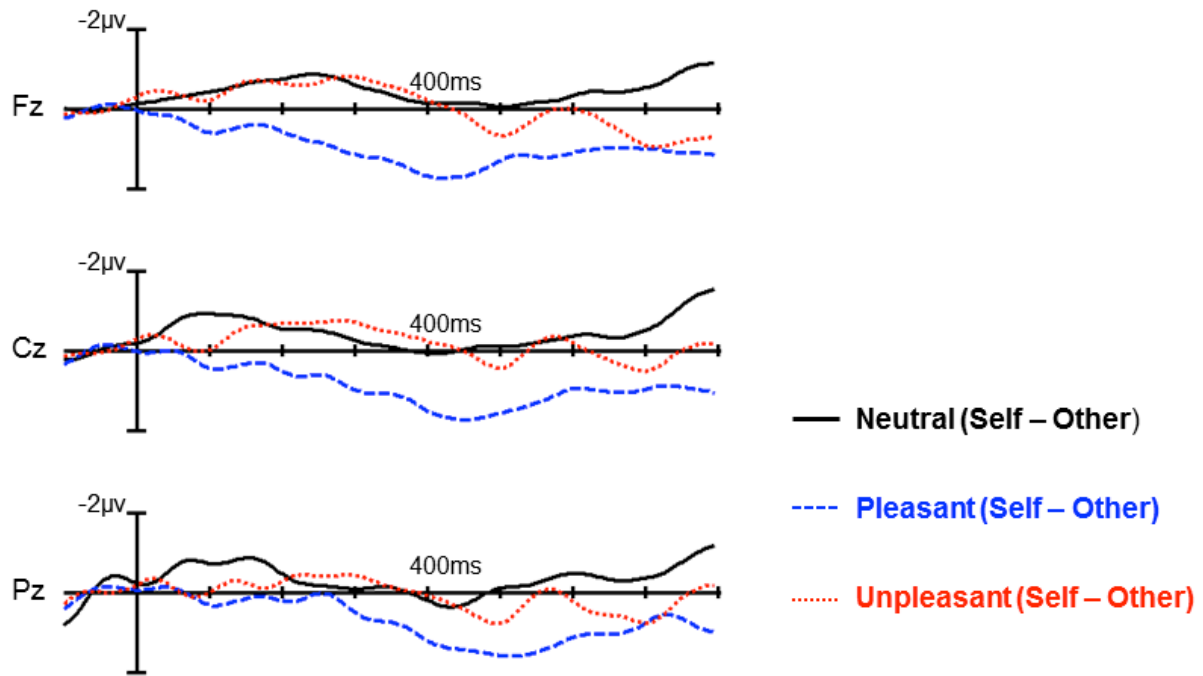 -2μv
Fz
400ms
-2μv
Cz
400ms
-2μv
Pz
400ms
Neutral (Self – Other)
Pleasant (Self – Other)
Unpleasant (Self – Other)